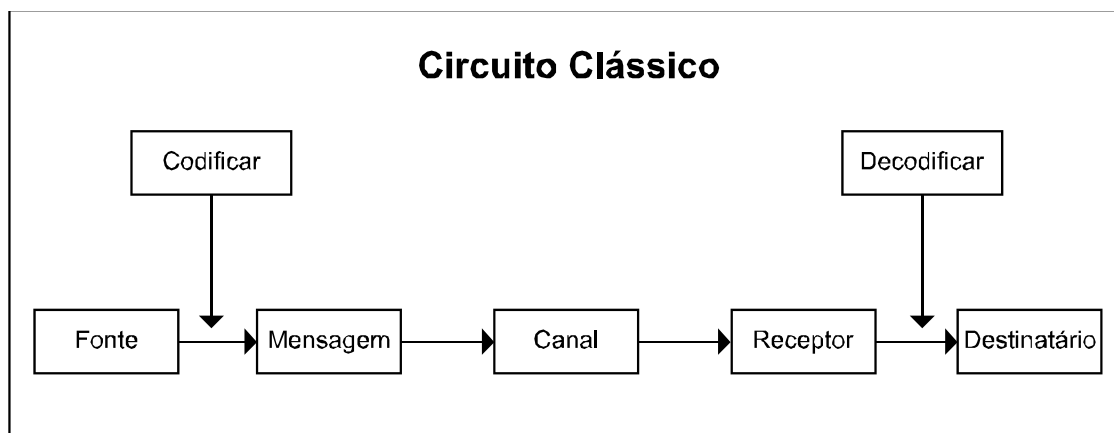 Circuito Clássico
Codificar
Decodificar
Fonte
Mensagem
Canal
Receptor
Destinatário